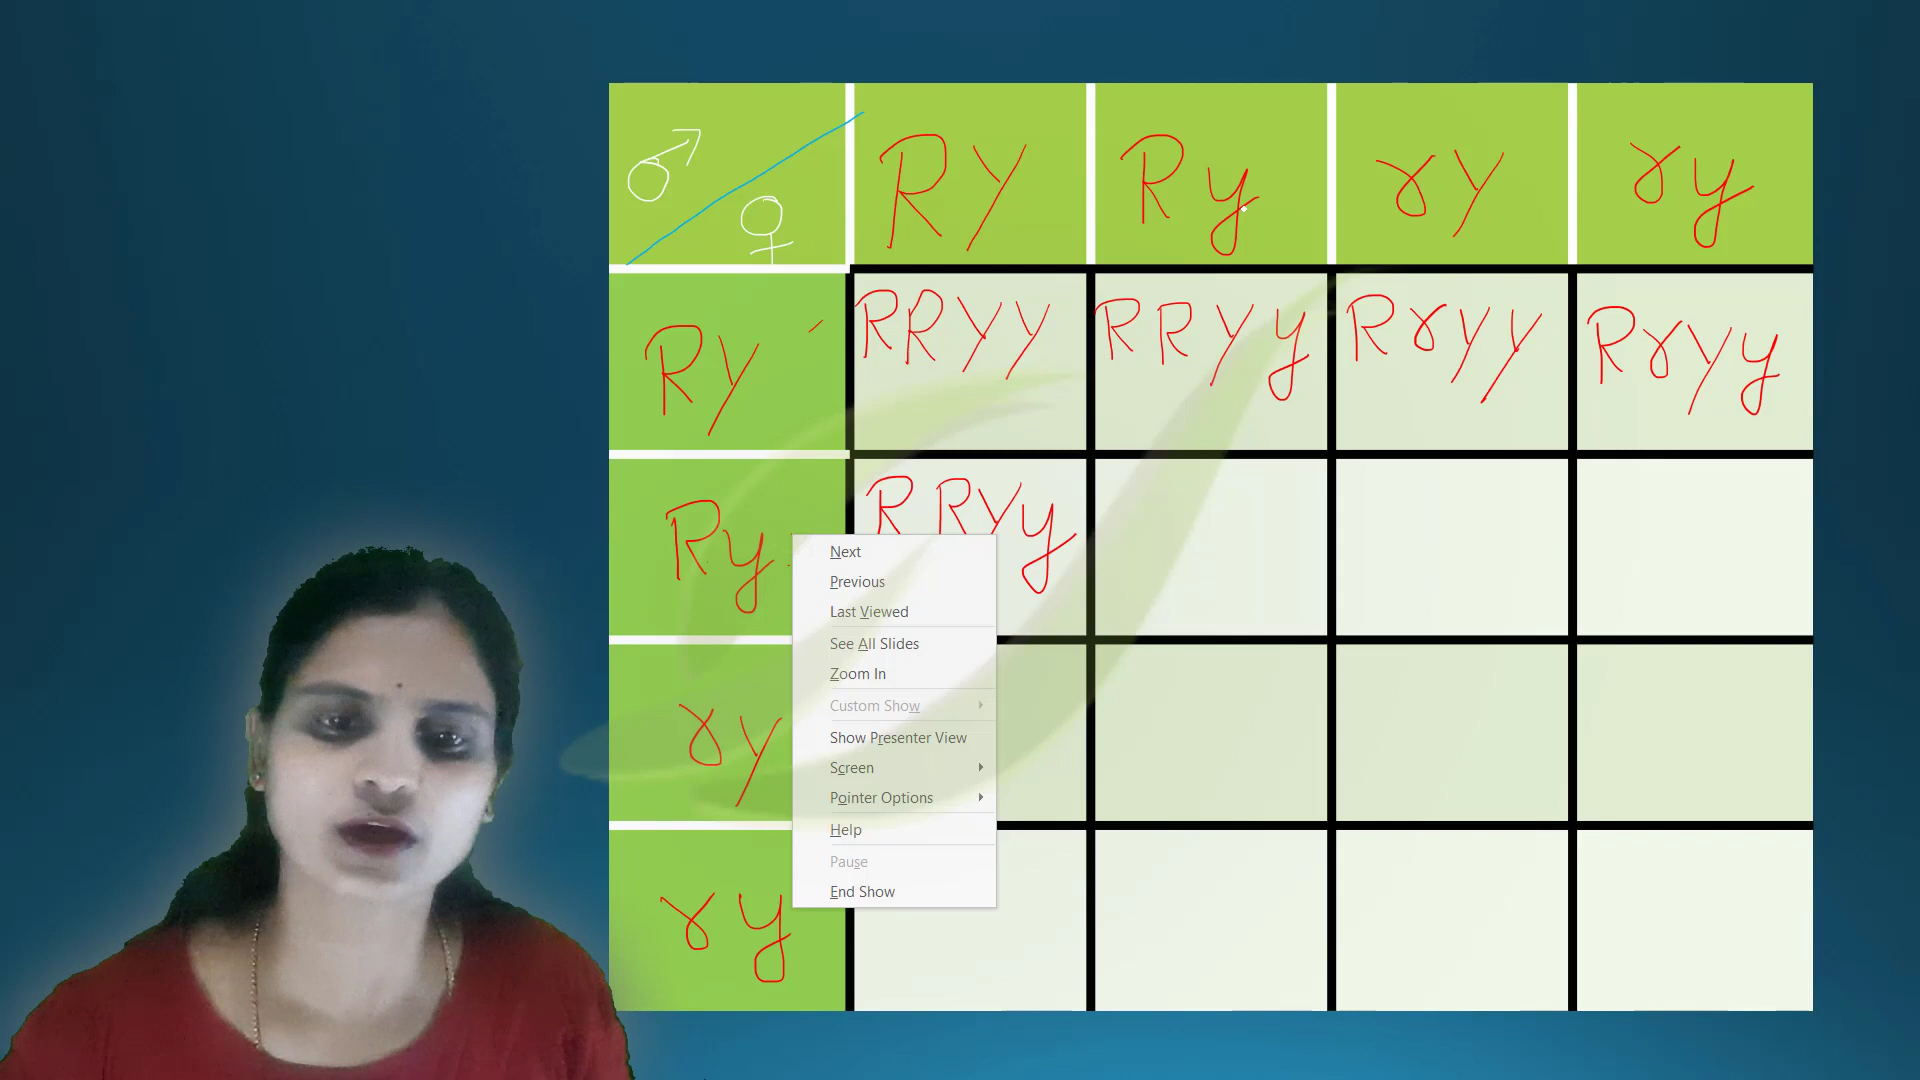 ♂ ♀ RY Ry rY ry
RY RRYY RRYy RrYY RrYy
Ry RRYy
rY
ry
Next
Previous
Last Viewed
See All Slides
Zoom In
Custom Show
Show Presenter View
Screen
Pointer Options
Help
Pause
End Show